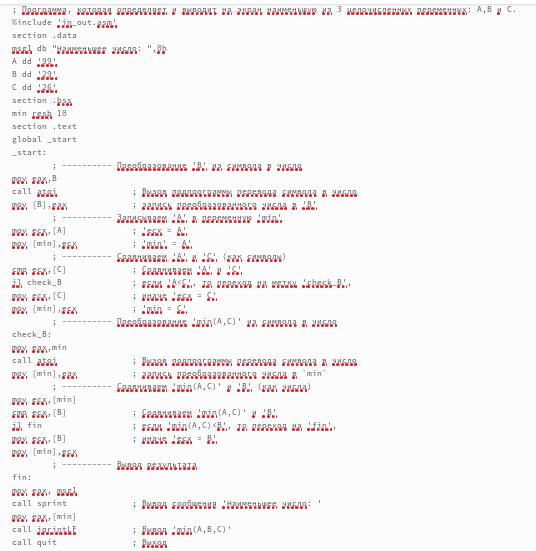 ; Программа, которая определяет и выводит на экран наименьшую из 3 целочисленных переменных: A,B и C.
%include 'in_out.asm'
section .data
msg1 db "Наименьшее число: ",0h
A dd '99'
B dd '29'
C dd '26'
section .bss
min resb 10
section .text
global _start
_start:
; ---------- Преобразование 'B' из символа в число
mov eax,B
call atoi ; Вызов подпрограммы перевода символа в число
mov [B],eax ; запись преобразованного числа в 'B'
; ---------- Записываем 'A' в переменную 'min'
mov ecx,[A] ; 'ecx = A'
mov [min],ecx ; 'min' = A'
; ---------- Сравниваем 'A' и 'C' (как символы)
cmp ecx,[C] ; Сравниваем 'A' и 'C'
jl check_B ; если 'A<C', то переход на метку 'check_B',
mov ecx,[C] ; иначе 'ecx = C'
mov [min],ecx ; 'min = C'
; ---------- Преобразование 'min(A,C)' из символа в число
check_B:
mov eax,min
call atoi ; Вызов подпрограммы перевода символа в число
mov [min],eax ; запись преобразованного числа в `min`
; ---------- Сравниваем 'min(A,C)' и 'B' (как числа)
mov ecx,[min]
cmp ecx,[B] ; Сравниваем 'min(A,C)' и 'B'
jl fin ; если 'min(A,C)<B', то переход на 'fin',
mov ecx,[B] ; иначе 'ecx = B'
mov [min],ecx
; ---------- Вывод результата
fin:
mov eax, msg1
call sprint ; Вывод сообщения 'Наименьшее число: '
mov eax,[min]
call iprintLF ; Вывод 'min(A,B,C)'
call quit ; Выход